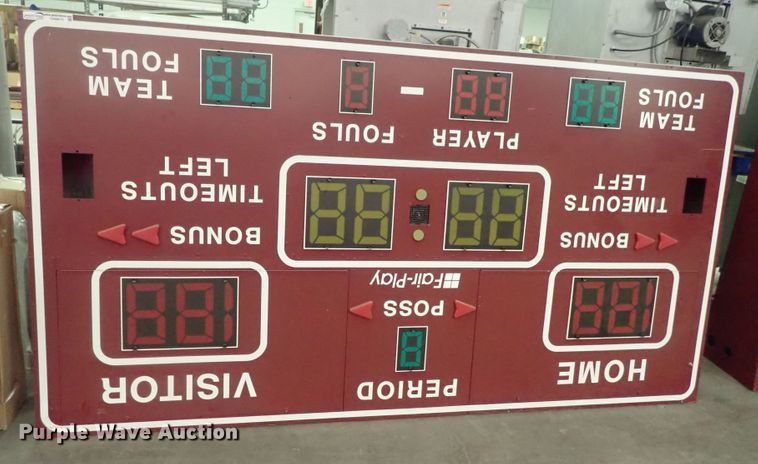 HOME
PERIOD
VISITOR
POSS
Fair-Play
BONUS
BONUS
TIMEOUTS
LEFT
TIMEOUTS
LEFT
PLAYER
FOULS
TEAM
FOULS
TEAM
FOULS
Purple Wave Auction